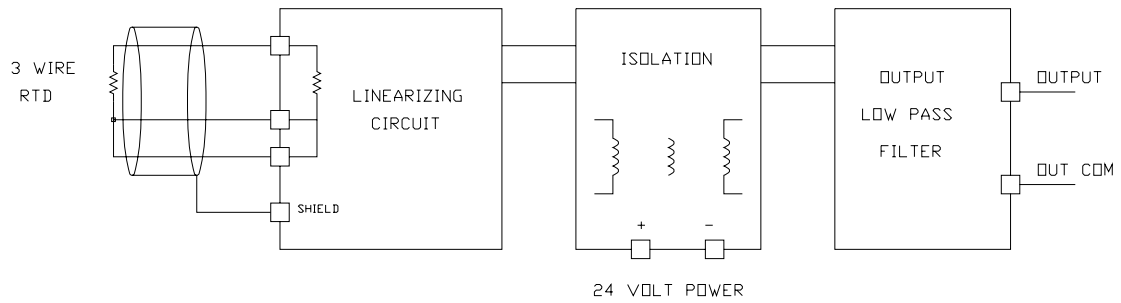 3 WIRE
RTD
LINEARIZING
CIRCUIT
SHIELD
ISOLATION
+ -
24 VOLT POWER
OUTPUT
LOW PASS
FILTER
OUTPUT
OUT COM